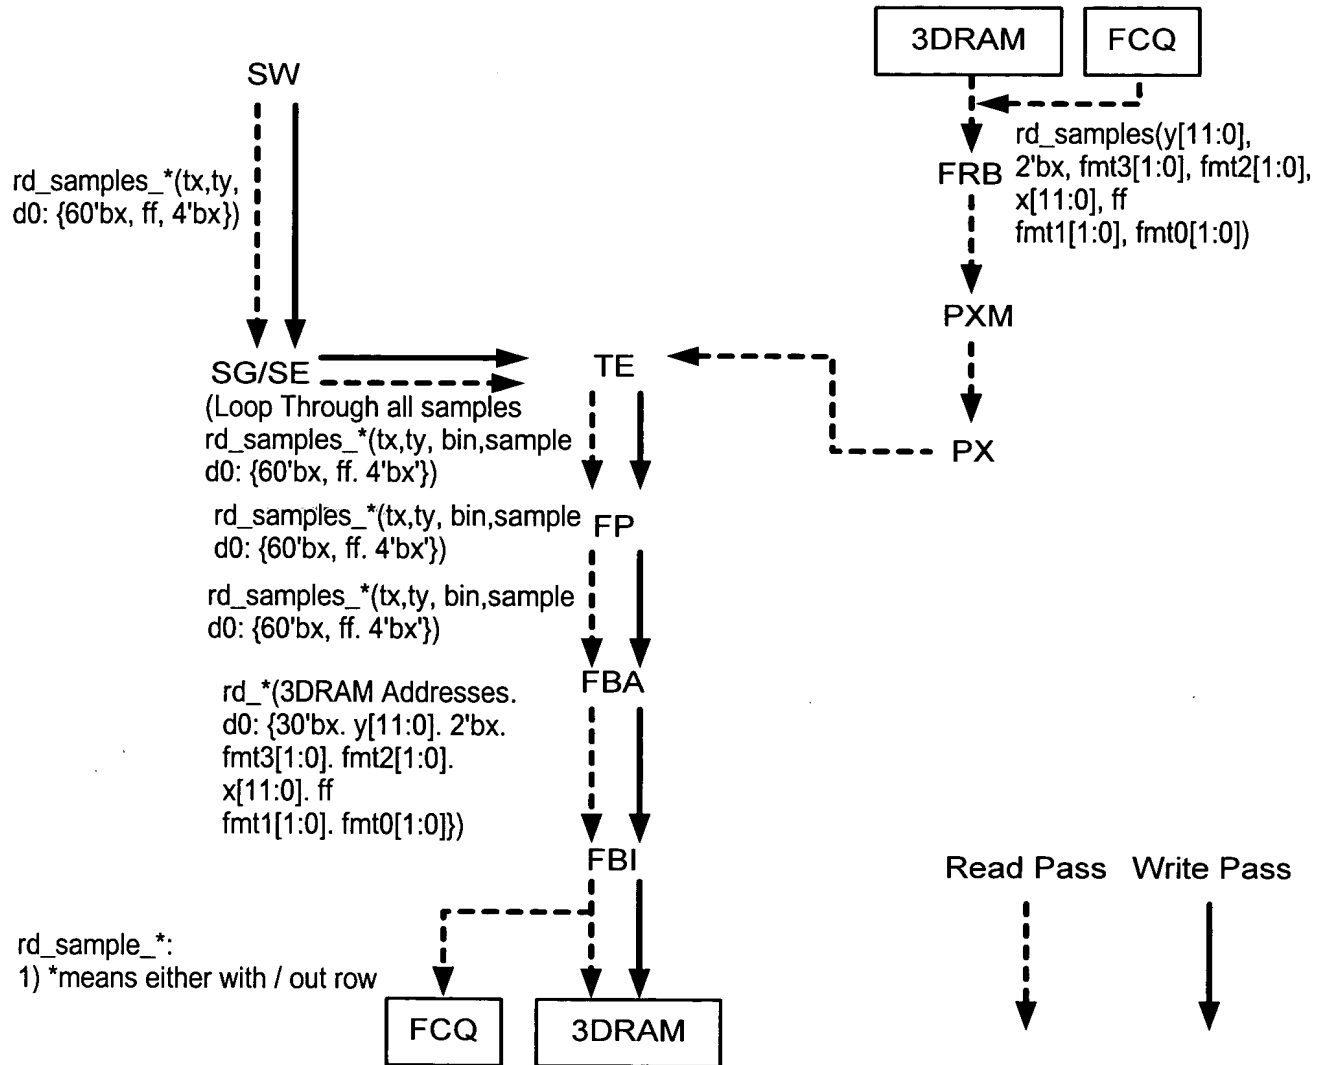 3DRAM
FCQ
SW
rd_samples_*(tx,ty,
d0: {60'bx, ff, 4'bx})
rd_samples(y[11:0],
2'bx, fmt3[1:0], fmt2[1:0],
x[11:0], ff
fmt1[1:0], fmt0[1:0])
FRB
PXM
PX
SG/SE
TE
(Loop Through all samples
rd_samples_*(tx,ty, bin,sample
d0: {60'bx, ff. 4'bx'})
rd_samples_*(tx,ty, bin,sample
d0: {60'bx, ff. 4'bx'})
FP
rd_samples_*(tx,ty, bin,sample
d0: {60'bx, ff. 4'bx'})
FBA
rd_*(3DRAM Addresses.
d0: {30'bx. y[11:0]. 2'bx.
fmt3[1:0]. fmt2[1:0].
x[11:0]. ff
fmt1[1:0]. fmt0[1:0]})
FBI
Read Pass
Write Pass
rd_sample_*:
1) *means either with / out row
FCQ
3DRAM